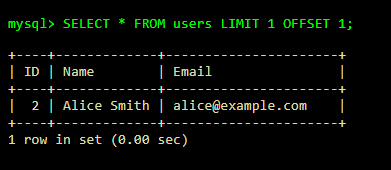 mysql> SELECT * FROM users LIMIT 1 OFFSET 1;
+----+-------------+----------------------+
| ID | Name        | Email                |
+----+-------------+----------------------+
|  2 | Alice Smith | alice@example.com    |
+----+-------------+----------------------+
1 row in set (0.00 sec)